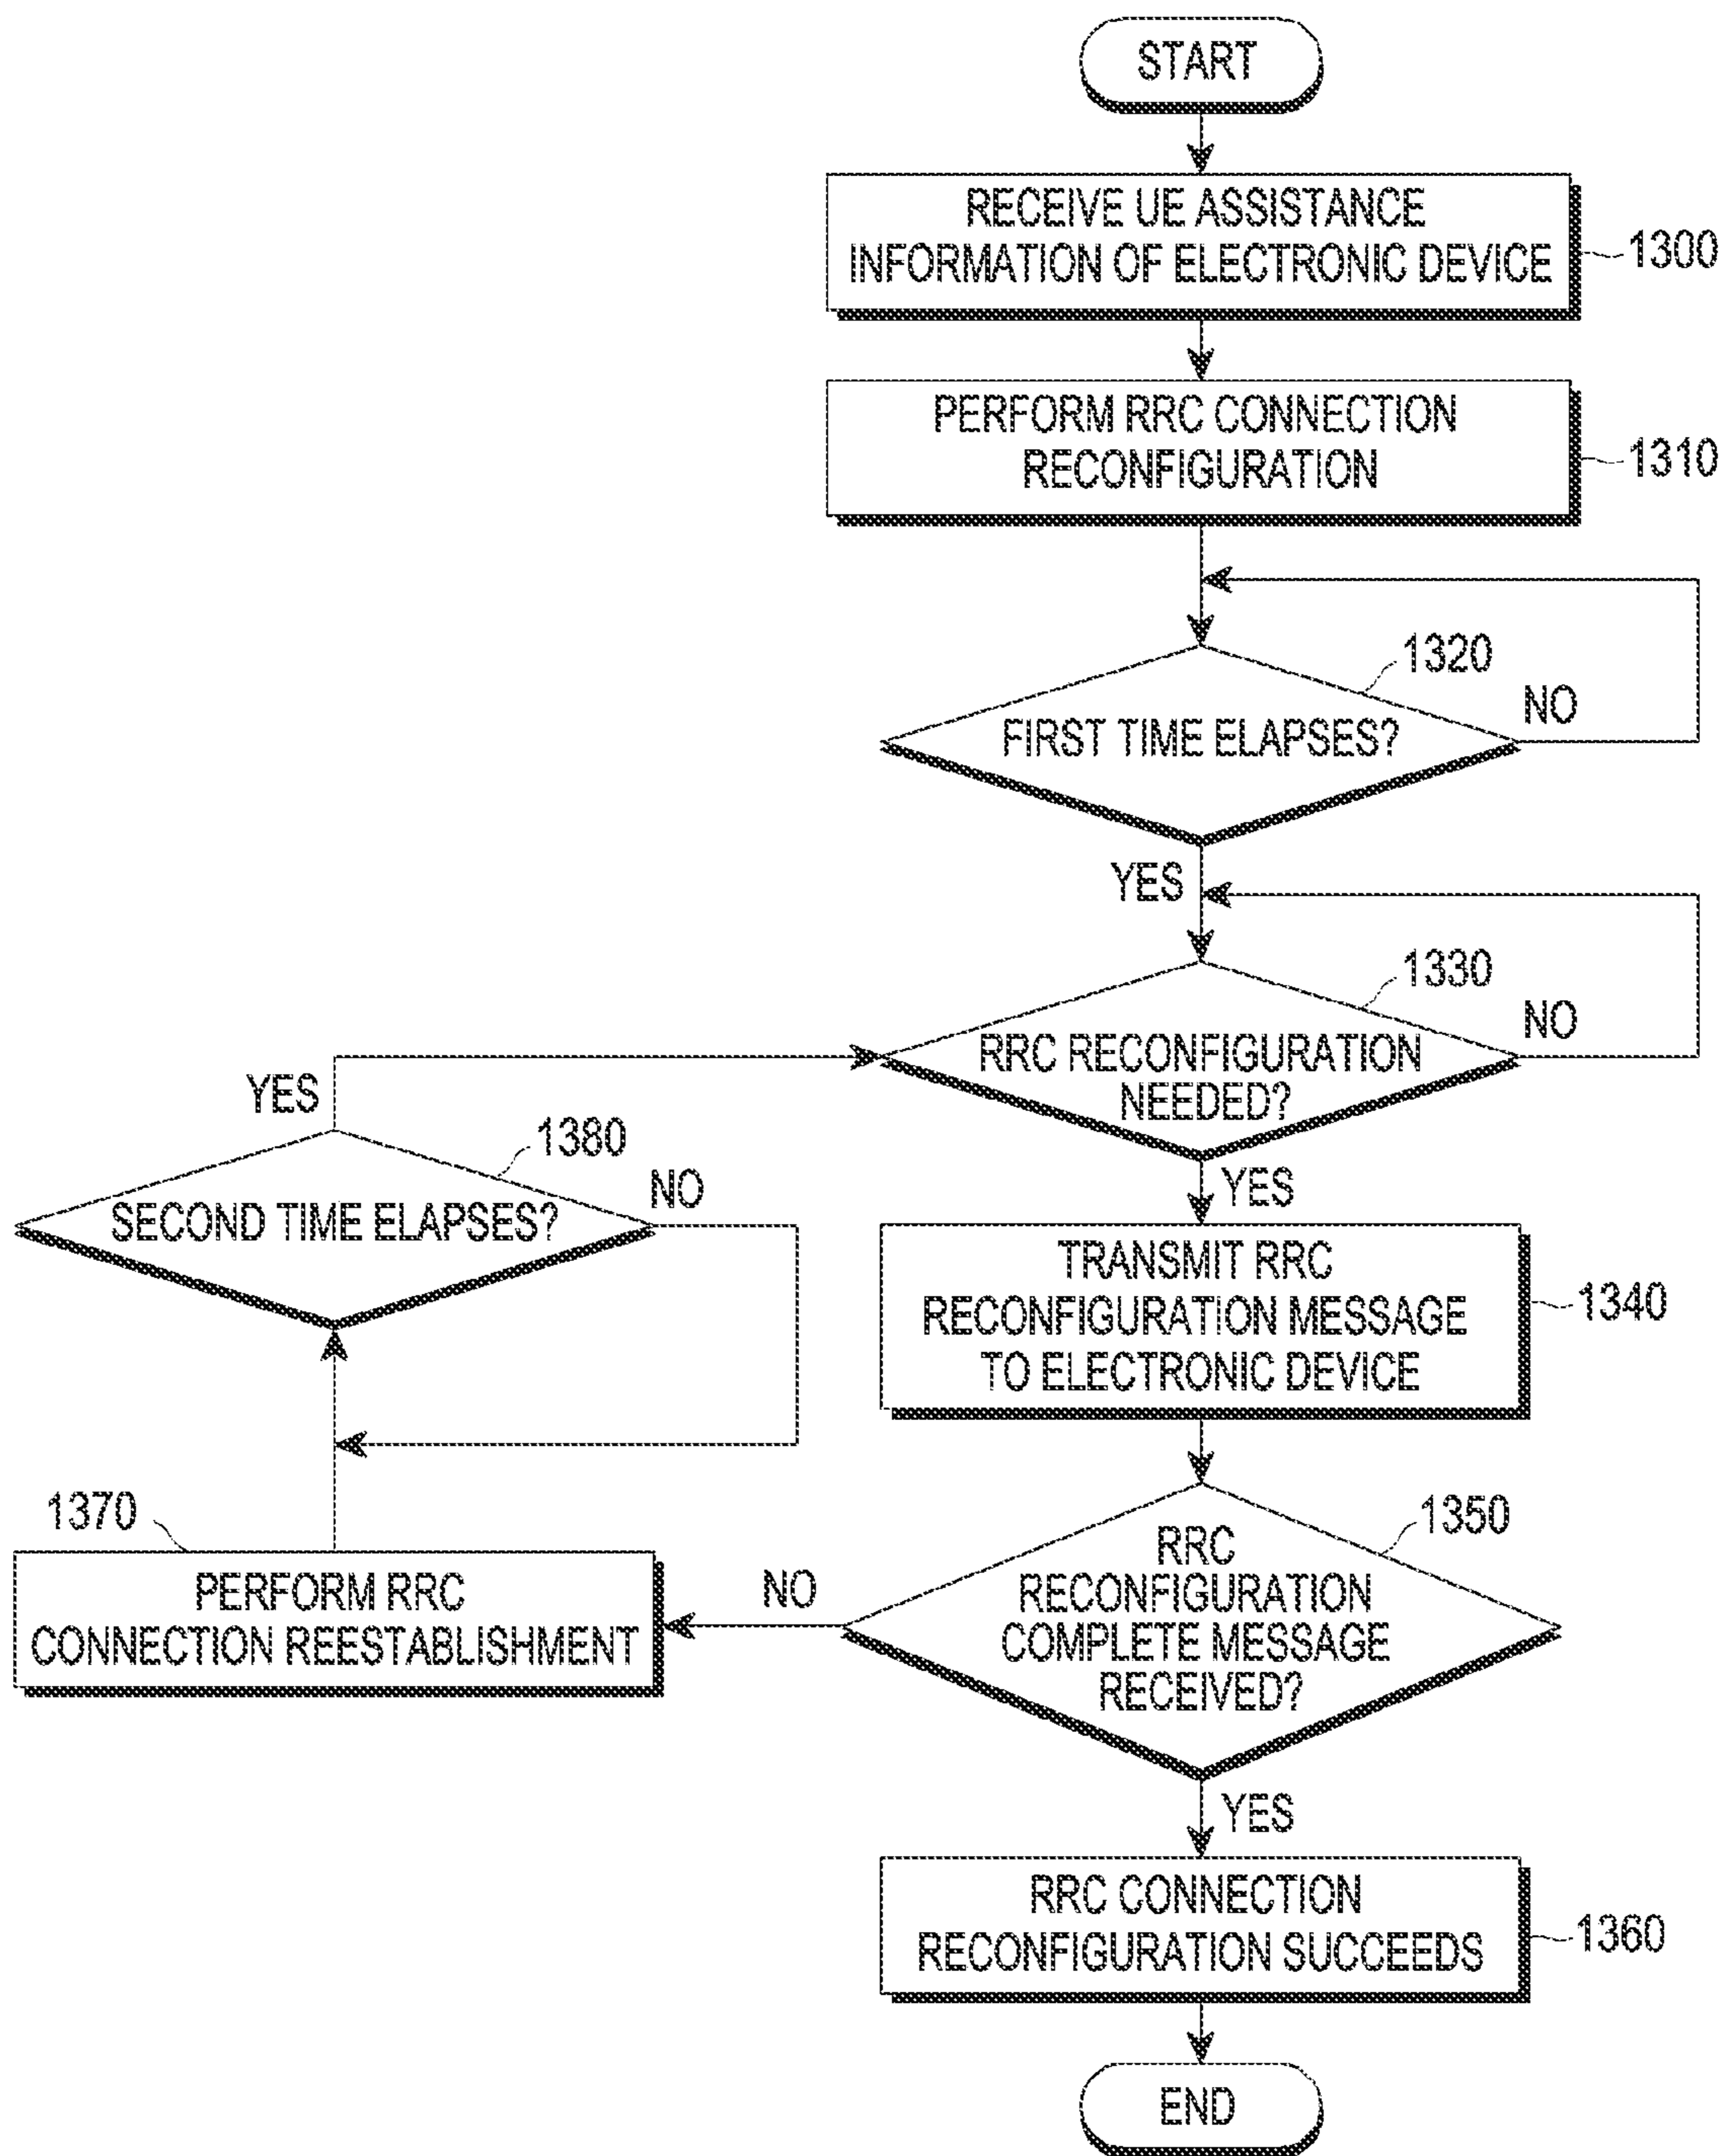 START
RECEIVE UE ASSISTANCE
INFORMATION OF ELECTRONIC DEVICE
1300
PERFORM RRC CONNECTION
RECONFIGURATION
1310
1320
FIRST TIME ELAPSES?
NO
YES
1330
RRC RECONFIGURATION
NEEDED?
NO
YES
YES
1380
SECOND TIME ELAPSES?
NO
TRANSMIT RRC
RECONFIGURATION MESSAGE
TO ELECTRONIC DEVICE
1340
1350
RRC
RECONFIGURATION
COMPLETE MESSAGE
RECEIVED?
NO
1370
PERFORM RRC
CONNECTION REESTABLISHMENT
YES
RRC CONNECTION
RECONFIGURATION SUCCEEDS
1360
END